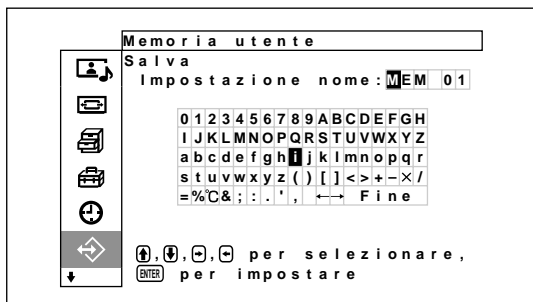 Memoria utente
Salva
Impostazione nome:MEM 01
0123456789ABCDEFGH
IJKLMNOPQRSTUVWXYZ
abcdefghijklmnopqr
stuvwxyz()[]<>+−×/
=%℃&;:.', ←→ Fine
↑,↓,→,← per selezionare,
ENTER per impostare